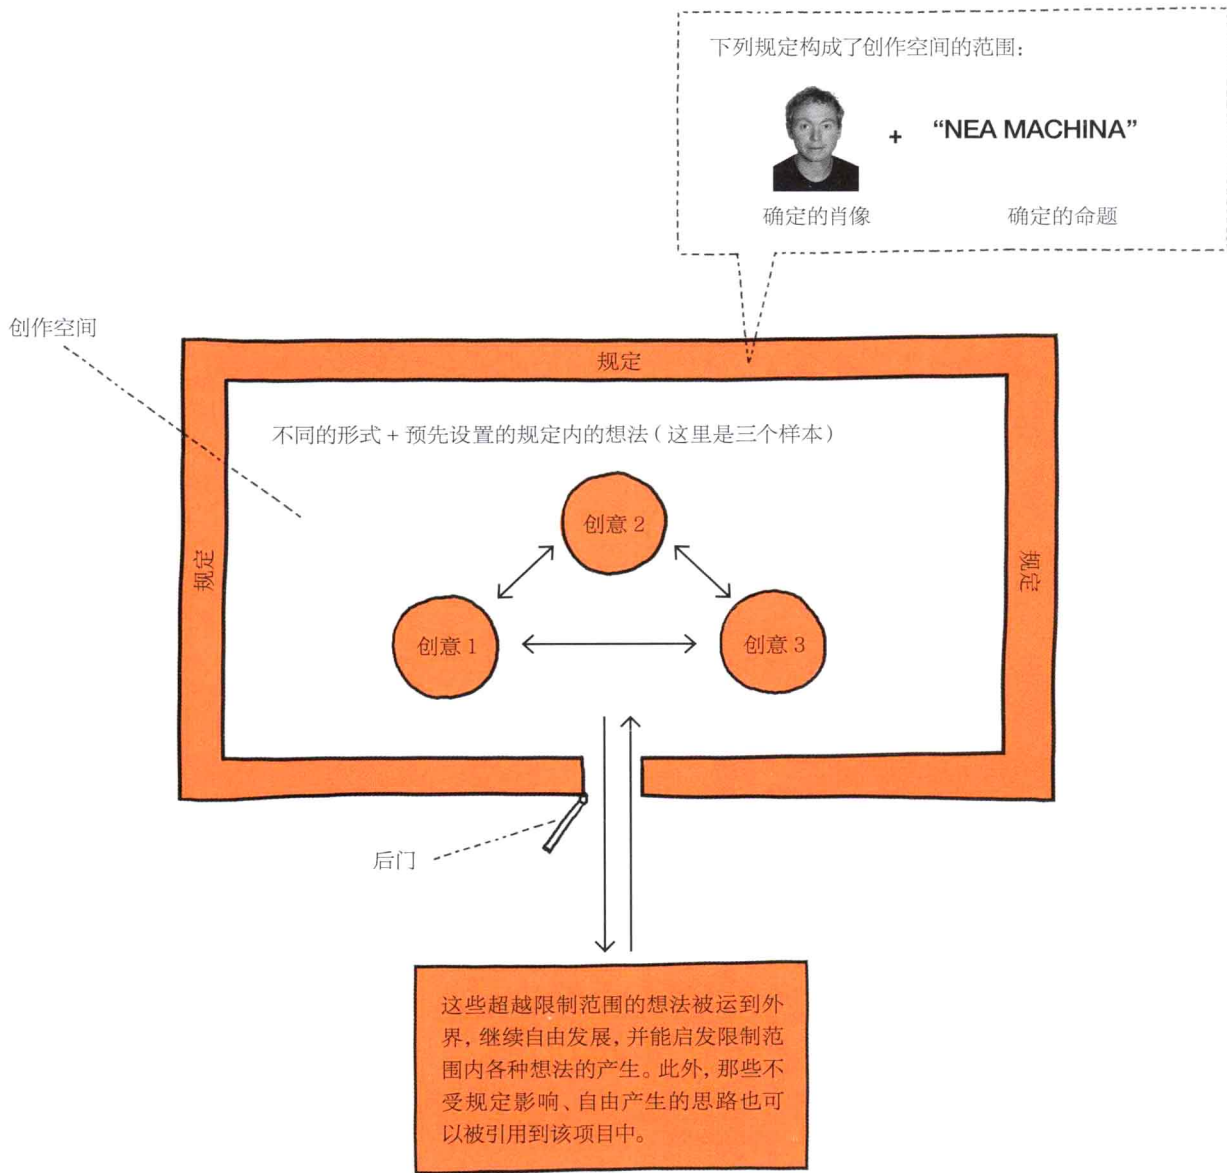 下列规定构成了创作空间的范围：
+ “NEA MACHINA”
确定的肖像 确定的命题
创作空间
规定
不同的形式 + 预先设置的规定内的想法（这里是三个样本）
创意 2
规定
规定
创意 1
创意 3
后门
这些超越限制范围的想法被运到外
界，继续自由发展，并能启发限制范
围内各种想法的产生。此外，那些不
受规定影响、自由产生的思路也可
以被引用到该项目中。